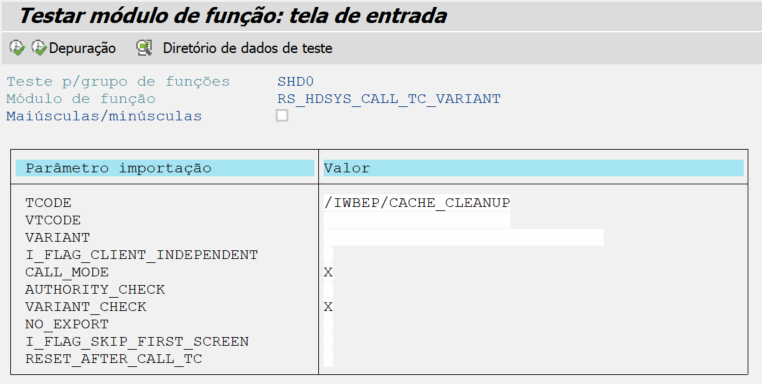 Testar módulo de função: tela de entrada
Depuração Diretório de dados de teste
Teste p/grupo de funções SHD0
Módulo de função RS_HDSYS_CALL_TC_VARIANT
Maiúsculas/minúsculas
Parâmetro importação Valor
TCODE /IWBEP/CACHE_CLEANUP
VTCODE
VARIANT
I_FLAG_CLIENT_INDEPENDENT
CALL_MODE X
AUTHORITY_CHECK
VARIANT_CHECK X
NO_EXPORT
I_FLAG_SKIP_FIRST_SCREEN
RESET_AFTER_CALL_TC